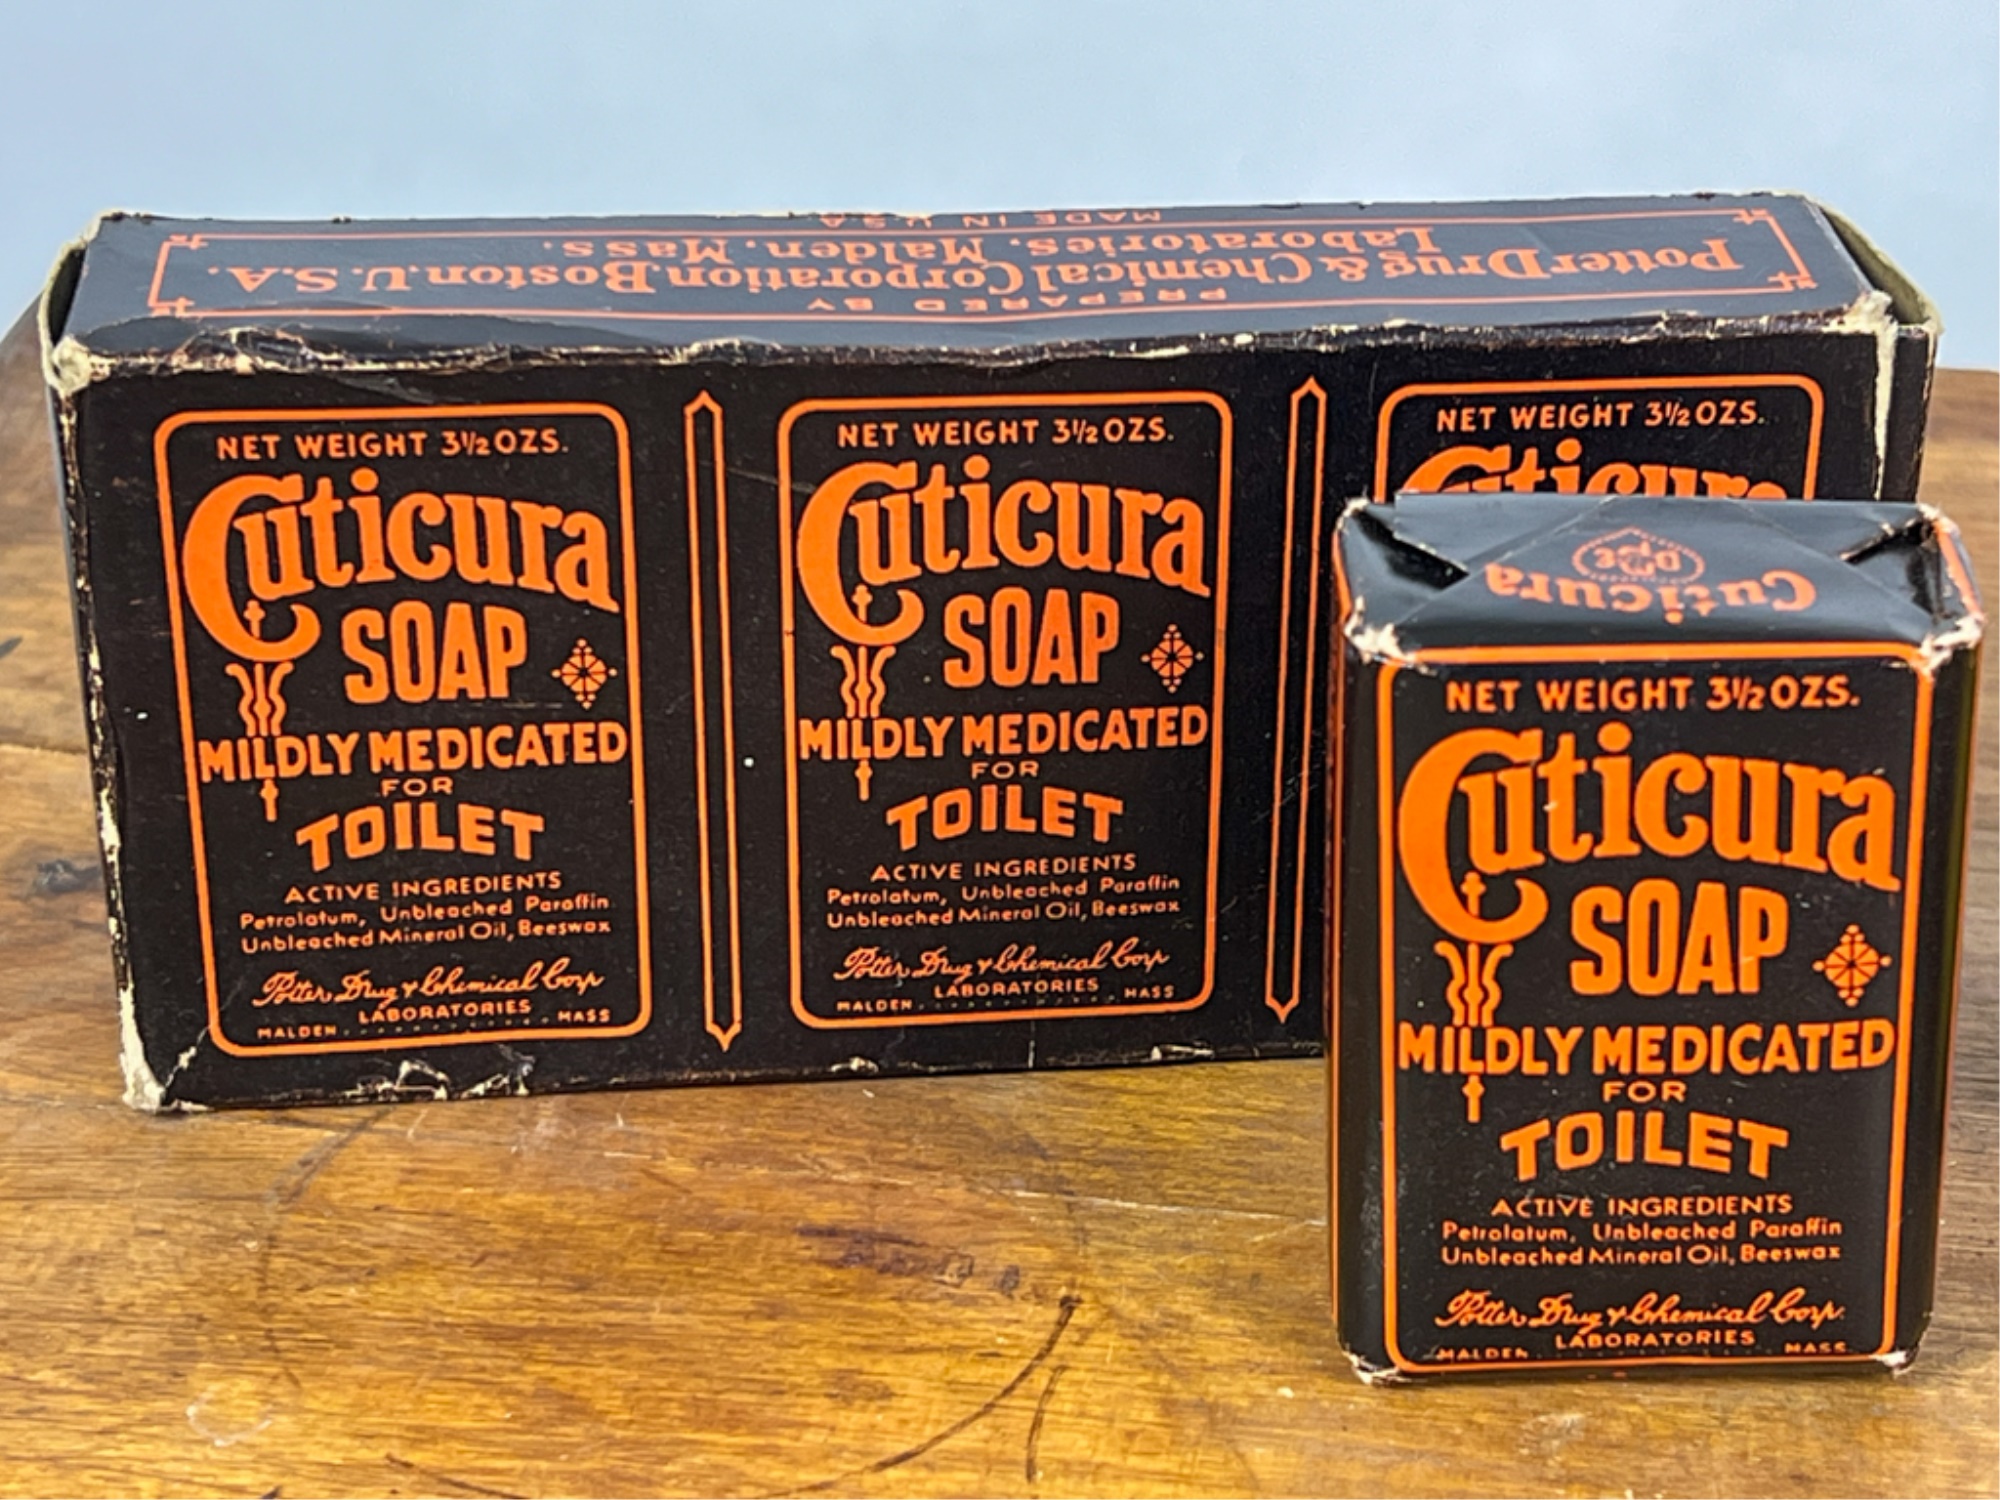 MADE IN U.S.A
Laboratories, Malden, Mass.
Potter Drug & Chemical Corporation, Boston, U.S.A.
PREPARED BY
NET WEIGHT 3½ OZS.
Cuticura
SOAP
MILDLY MEDICATED
FOR
TOILET
ACTIVE INGREDIENTS
Petrolatum, Unbleached Paraffin
Unbleached Mineral Oil, Beeswax
Potter Drug & Chemical Corp
LABORATORIES
MALDEN MASS
NET WEIGHT 3½ OZS.
Cuticura
SOAP
MILDLY MEDICATED
FOR
TOILET
ACTIVE INGREDIENTS
Petrolatum, Unbleached Paraffin
Unbleached Mineral Oil, Beeswax
Potter Drug & Chemical Corp
LABORATORIES
MALDEN MASS
NET WEIGHT 3½ OZS.
Cuticura
Cuticura
NET WEIGHT 3½ OZS.
Cuticura
SOAP
MILDLY MEDICATED
FOR
TOILET
ACTIVE INGREDIENTS
Petrolatum, Unbleached Paraffin
Unbleached Mineral Oil, Beeswax
Potter Drug & Chemical Corp.
LABORATORIES
MALDEN MASS